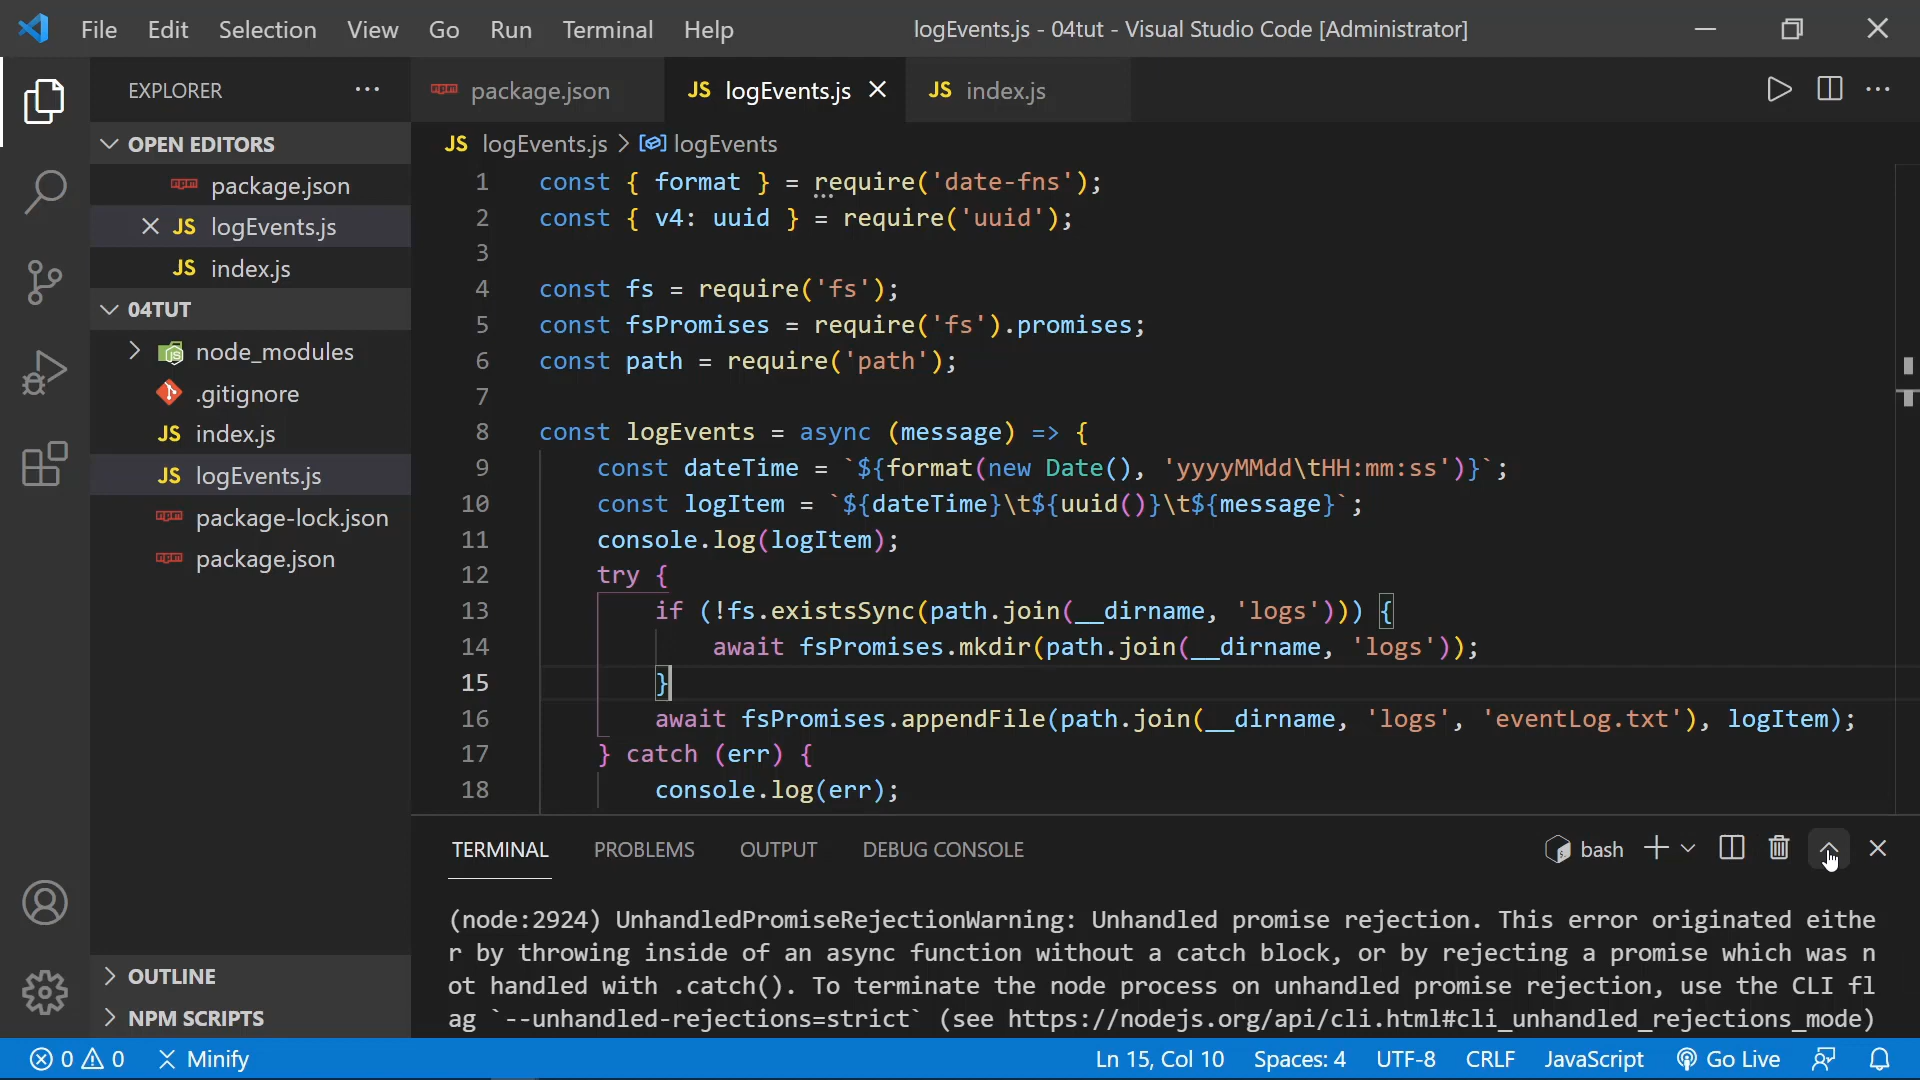 File Edit Selection View Go Run Terminal Help
logEvents.js - 04tut - Visual Studio Code [Administrator]
EXPLORER
OPEN EDITORS
package.json
JS logEvents.js
JS index.js
04TUT
node_modules
.gitignore
JS index.js
JS logEvents.js
package-lock.json
package.json
OUTLINE
NPM SCRIPTS
package.json
JS logEvents.js
JS index.js
JS logEvents.js > logEvents
1 const { format } = require('date-fns');
2 const { v4: uuid } = require('uuid');
3
4 const fs = require('fs');
5 const fsPromises = require('fs').promises;
6 const path = require('path');
7
8 const logEvents = async (message) => {
9 const dateTime = `${format(new Date(), 'yyyyMMdd\tHH:mm:ss')}`;
10 const logItem = `${dateTime}\t${uuid()}\t${message}`;
11 console.log(logItem);
12 try {
13 if (!fs.existsSync(path.join(__dirname, 'logs'))) {
14 await fsPromises.mkdir(path.join(__dirname, 'logs'));
15 }
16 await fsPromises.appendFile(path.join(__dirname, 'logs', 'eventLog.txt'), logItem);
17 } catch (err) {
18 console.log(err);
TERMINAL PROBLEMS OUTPUT DEBUG CONSOLE
bash
(node:2924) UnhandledPromiseRejectionWarning: Unhandled promise rejection. This error originated eithe
r by throwing inside of an async function without a catch block, or by rejecting a promise which was n
ot handled with .catch(). To terminate the node process on unhandled promise rejection, use the CLI fl
ag `--unhandled-rejections=strict` (see https://nodejs.org/api/cli.html#cli_unhandled_rejections_mode)
0 0 Minify
Ln 15, Col 10 Spaces: 4 UTF-8 CRLF JavaScript Go Live